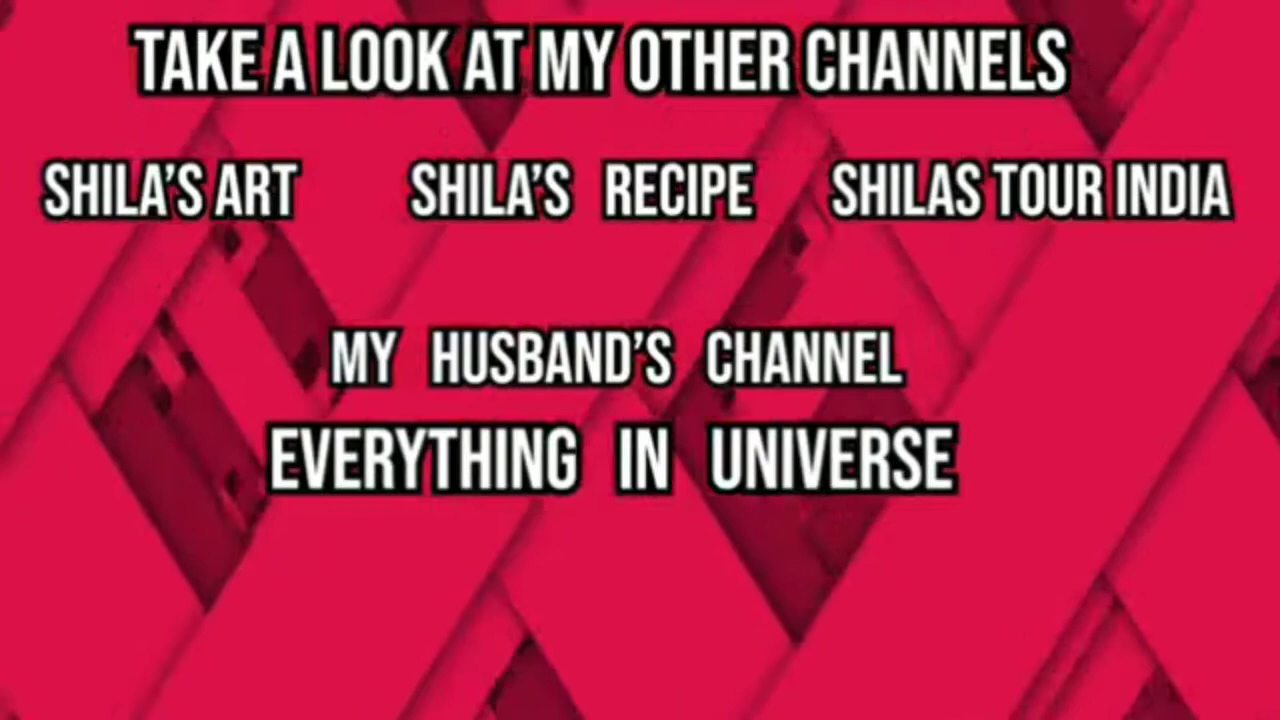 TAKE A LOOK AT MY OTHER CHANNELS
SHILA'S ART SHILA'S RECIPE SHILAS TOUR INDIA
MY HUSBAND'S CHANNEL
EVERYTHING IN UNIVERSE